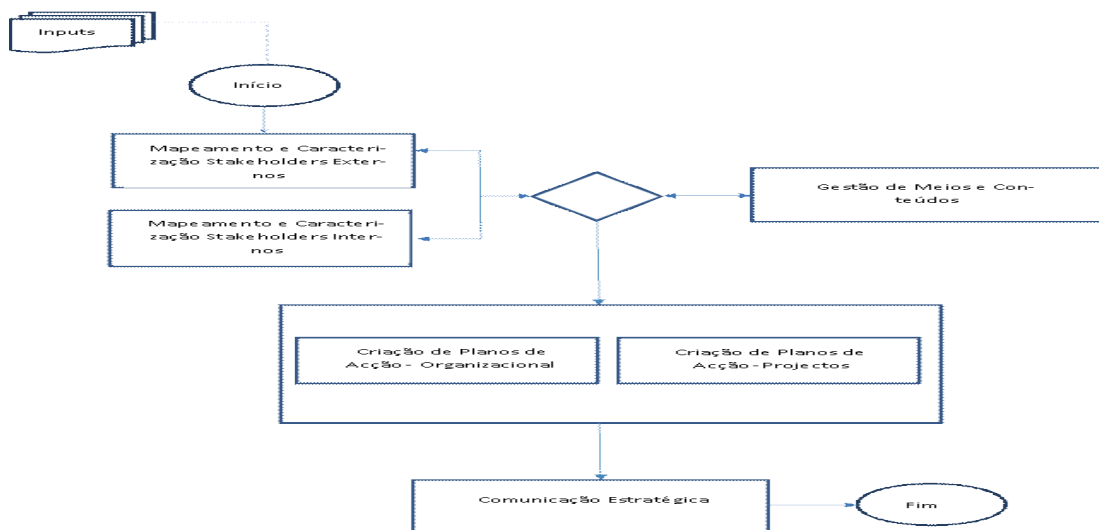 Inputs
Início
Mapeamento e Caracteri-
zação Stakeholders Exter-
nos
Mapeamento e Caracteri-
zação Stakeholders Inter-
nos
Gestão de Meios e Con-
teúdos
Criação de Planos de
Acção- Organizacional
Criação de Planos de
Acção-Projectos
Comunicação Estratégica
Fim